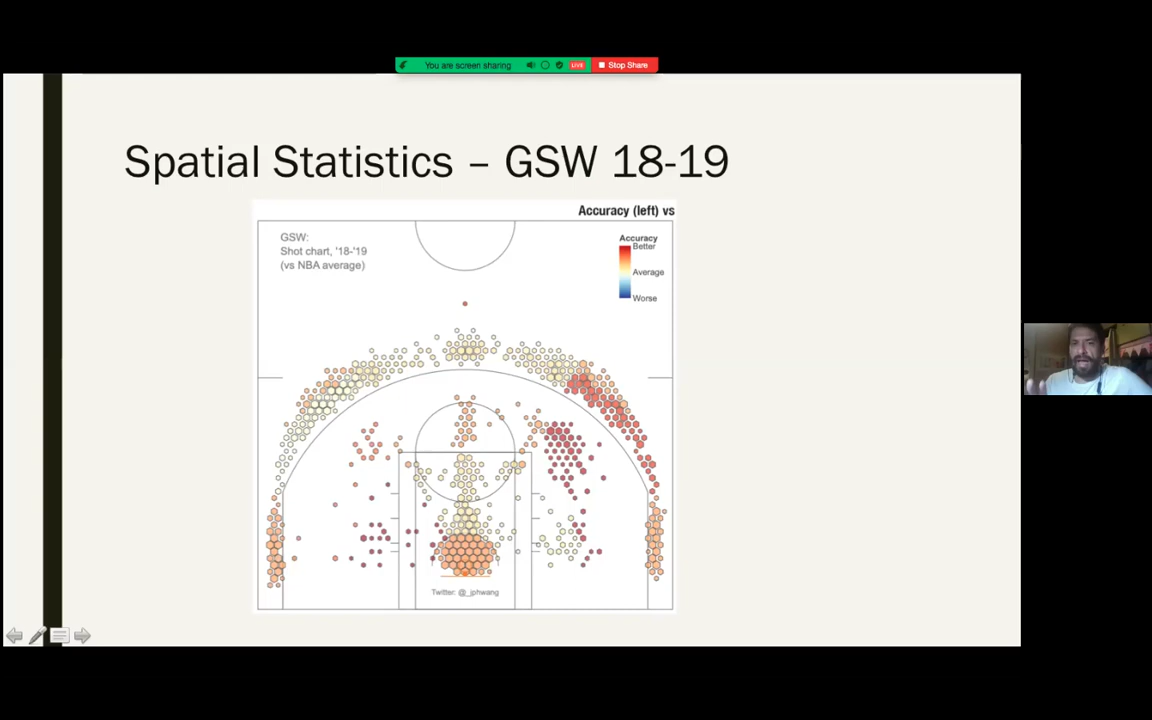 You are screen sharing
LIVE
Stop Share
Spatial Statistics – GSW 18-19
Accuracy (left) vs
GSW:
Shot chart, '18-'19
(vs NBA average)
Accuracy
Better
Average
Worse
Twitter: @_jphwang